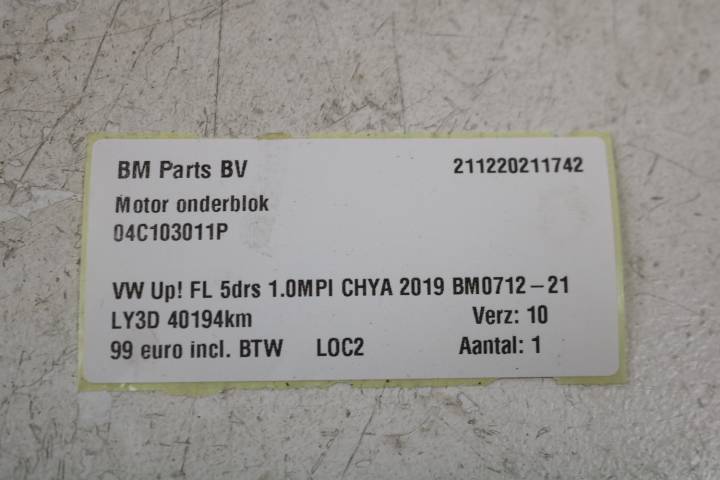 BM Parts BV 211220211742
Motor onderblok
04C103011P
VW Up! FL 5drs 1.0MPI CHYA 2019 BM0712-21
LY3D 40194km Verz: 10
99 euro incl. BTW LOC2 Aantal: 1